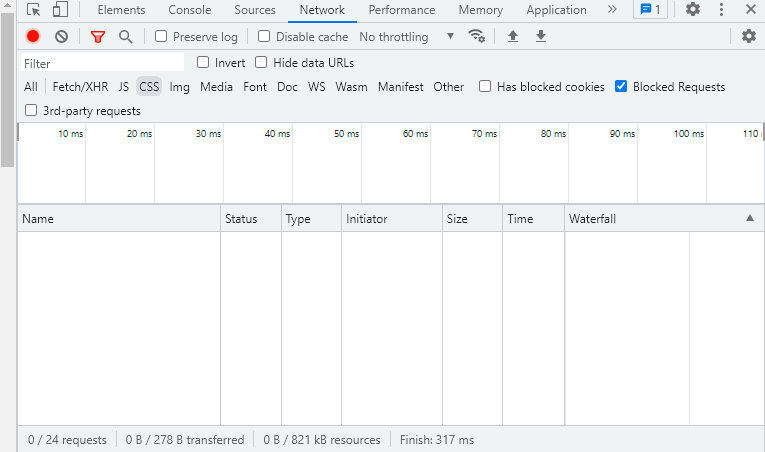 Elements Console Sources Network Performance Memory Application » 1
Preserve log Disable cache No throttling
Filter Invert Hide data URLs
All Fetch/XHR JS CSS Img Media Font Doc WS Wasm Manifest Other Has blocked cookies Blocked Requests
3rd-party requests
10 ms 20 ms 30 ms 40 ms 50 ms 60 ms 70 ms 80 ms 90 ms 100 ms 110
Name Status Type Initiator Size Time Waterfall
0 / 24 requests 0 B / 278 B transferred 0 B / 821 kB resources Finish: 317 ms